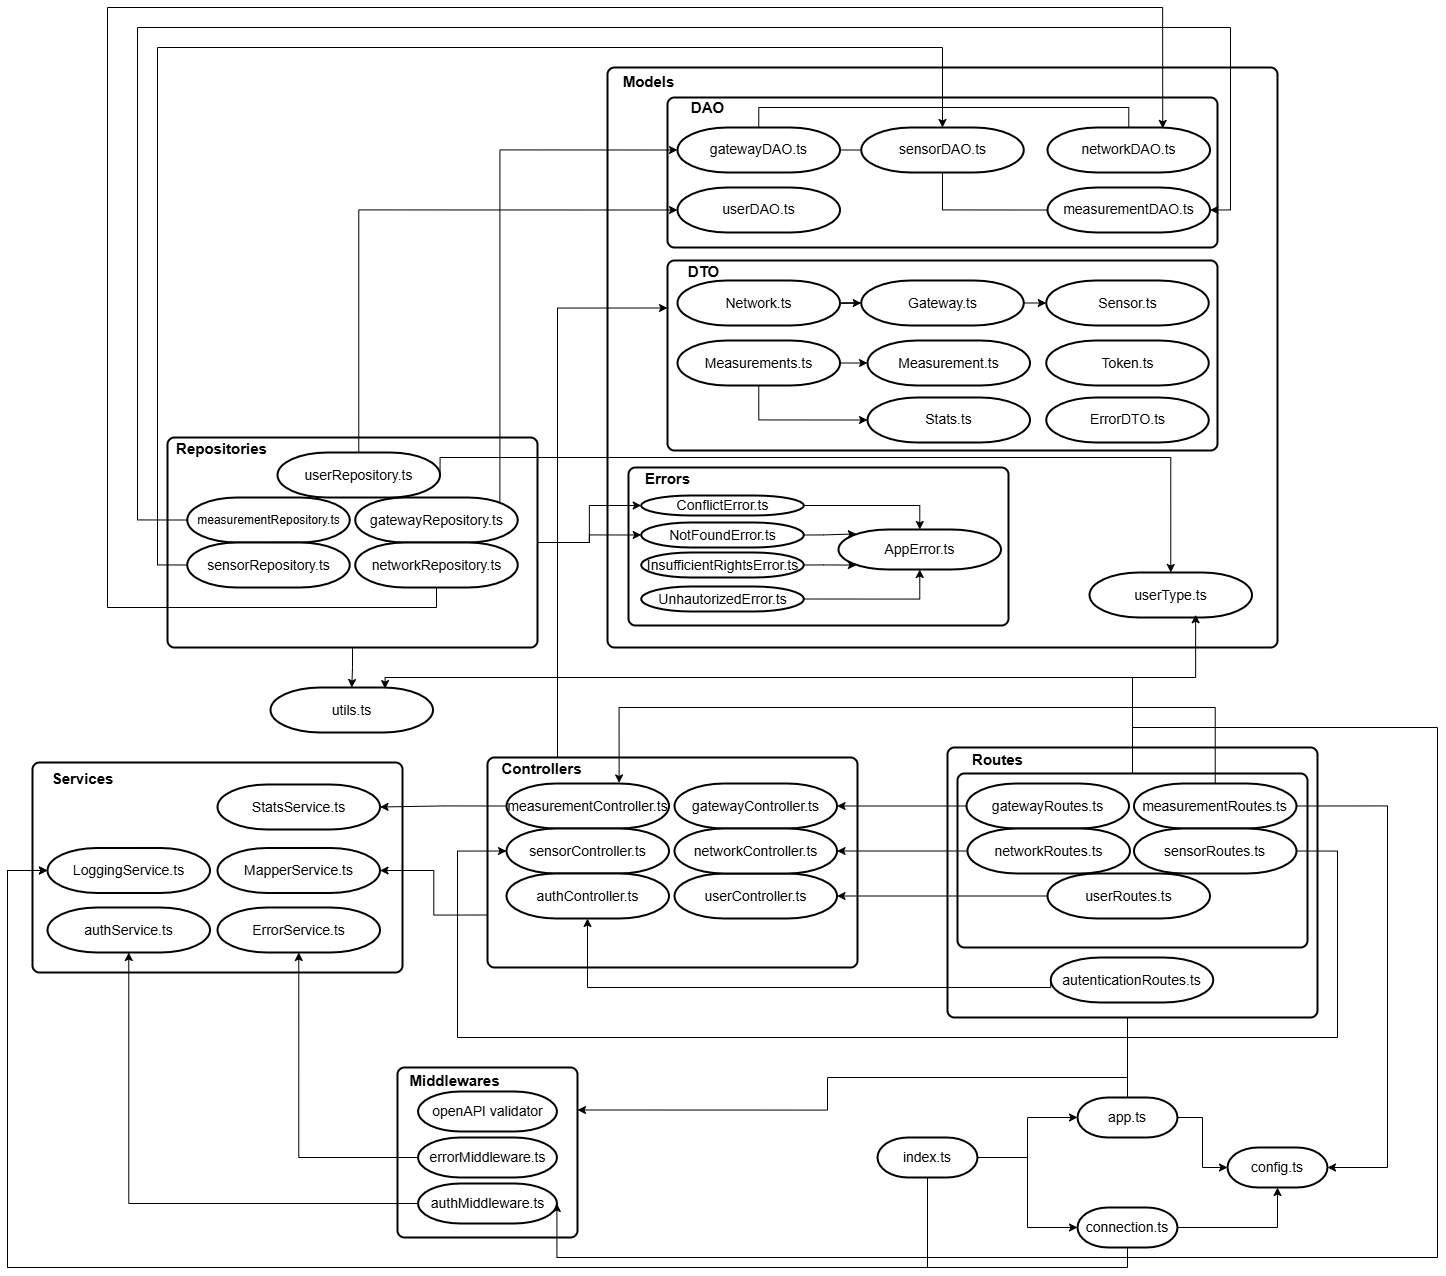 Models
DAO
gatewayDAO.ts
sensorDAO.ts
networkDAO.ts
userDAO.ts
measurementDAO.ts
DTO
Network.ts
Gateway.ts
Sensor.ts
Measurements.ts
Measurement.ts
Token.ts
Stats.ts
ErrorDTO.ts
Errors
ConflictError.ts
NotFoundError.ts
AppError.ts
InsufficientRightsError.ts
UnhautorizedError.ts
userType.ts
Repositories
userRepository.ts
measurementRepository.ts
gatewayRepository.ts
sensorRepository.ts
networkRepository.ts
utils.ts
Services
StatsService.ts
LoggingService.ts
MapperService.ts
authService.ts
ErrorService.ts
Controllers
measurementController.ts
gatewayController.ts
sensorController.ts
networkController.ts
authController.ts
userController.ts
Routes
gatewayRoutes.ts
measurementRoutes.ts
networkRoutes.ts
sensorRoutes.ts
userRoutes.ts
autenticationRoutes.ts
Middlewares
openAPI validator
errorMiddleware.ts
authMiddleware.ts
index.ts
app.ts
config.ts
connection.ts